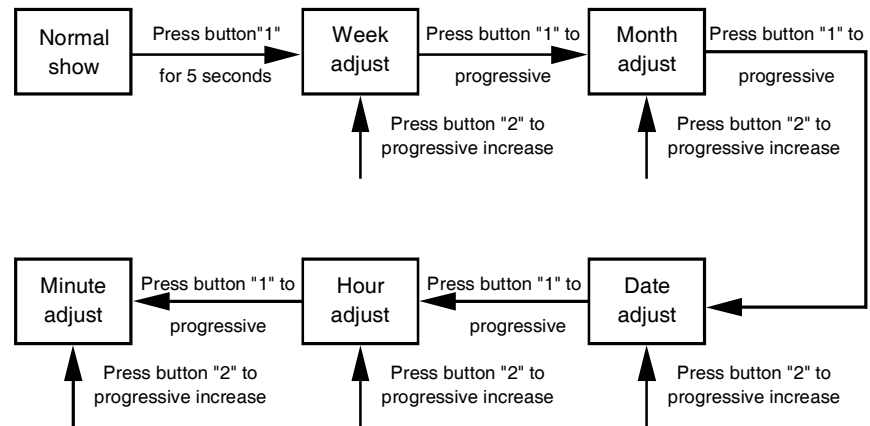 Normal
show
Press button"1"
for 5 seconds
Week
adjust
Press button "1" to
progressive
Month
adjust
Press button "1" to
progressive
Press button "2" to
progressive increase
Press button "2" to
progressive increase
Minute
adjust
Press button "1" to
progressive
Hour
adjust
Press button "1" to
progressive
Date
adjust
Press button "2" to
progressive increase
Press button "2" to
progressive increase
Press button "2" to
progressive increase